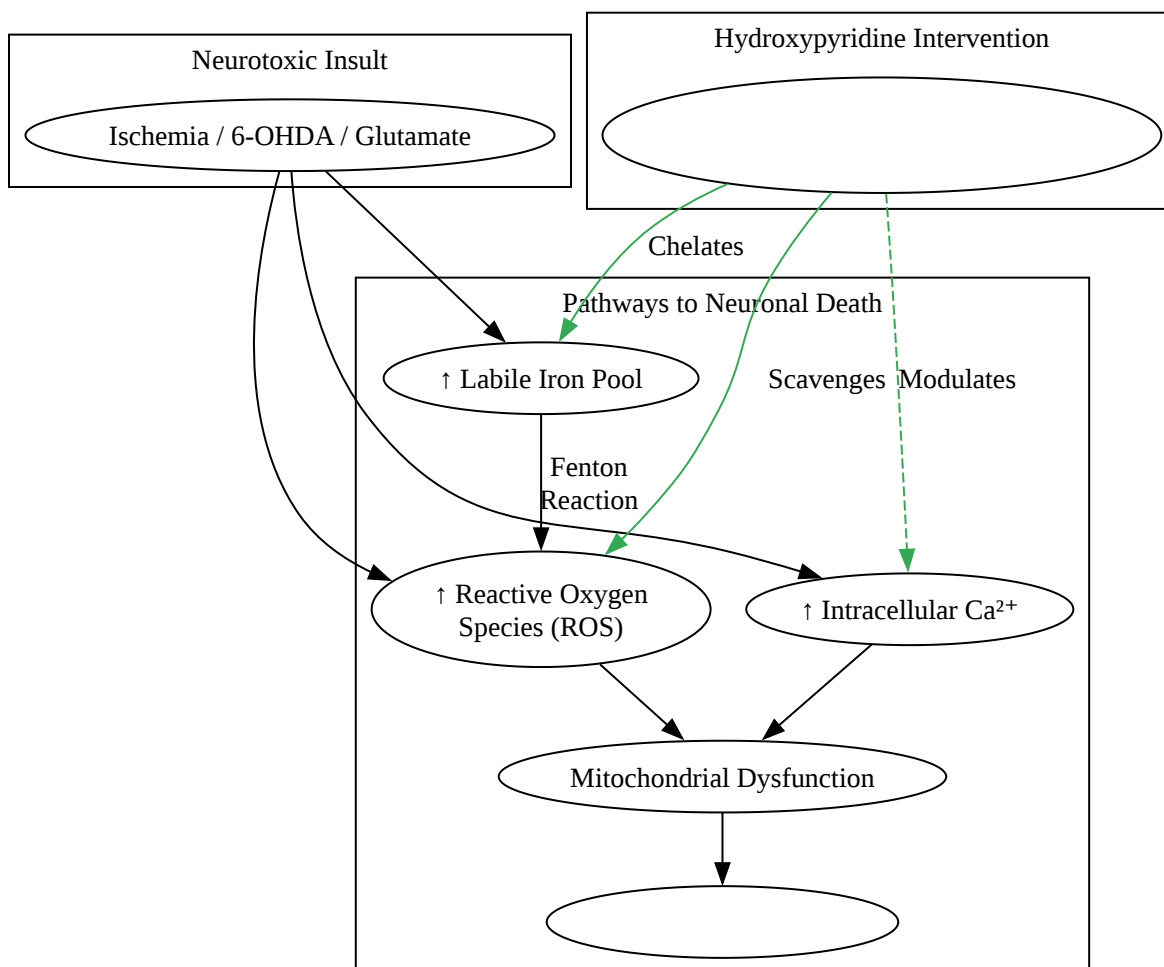 Neurotoxic Insult
Ischemia / 6-OHDA / Glutamate
Hydroxypyridine Intervention
Chelates
Pathways to Neuronal Death
↑ Labile Iron Pool
Scavenges
Modulates
Fenton
Reaction
↑ Reactive Oxygen
Species (ROS)
↑ Intracellular Ca²⁺
Mitochondrial Dysfunction